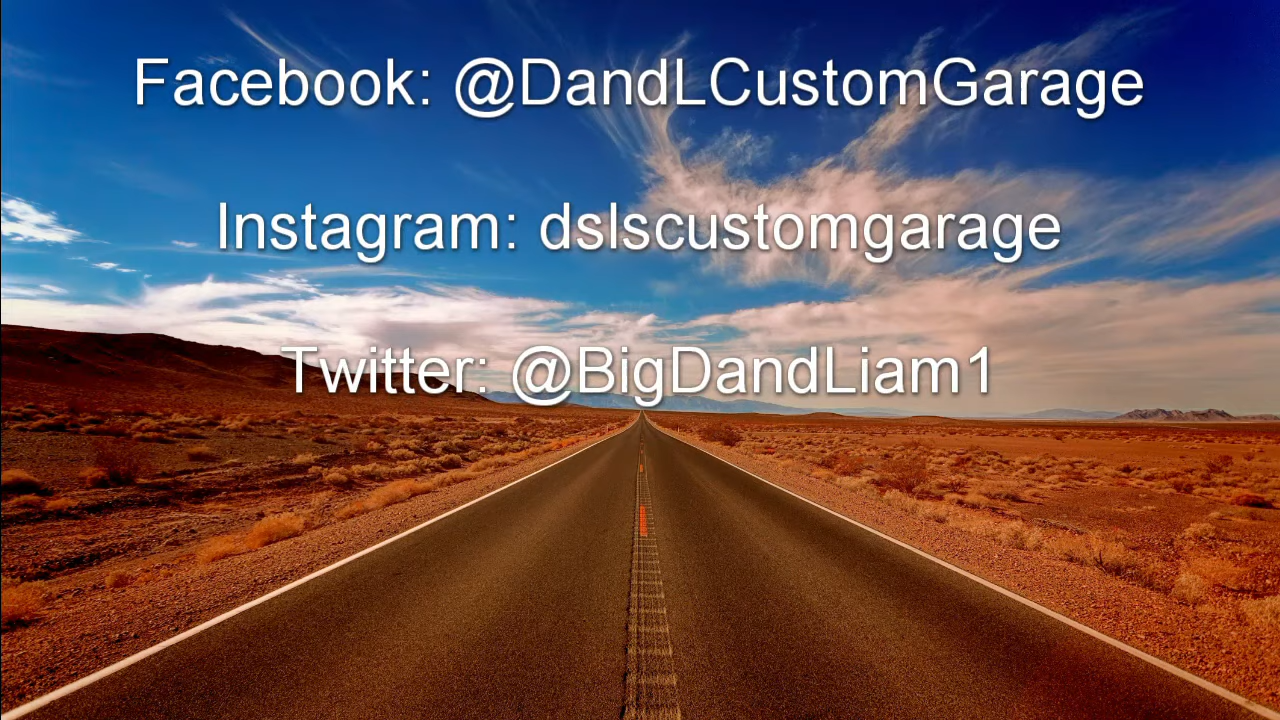 Facebook: @DandLCustomGarage
Instagram: dslscustomgarage
Twitter: @BigDandLiam1